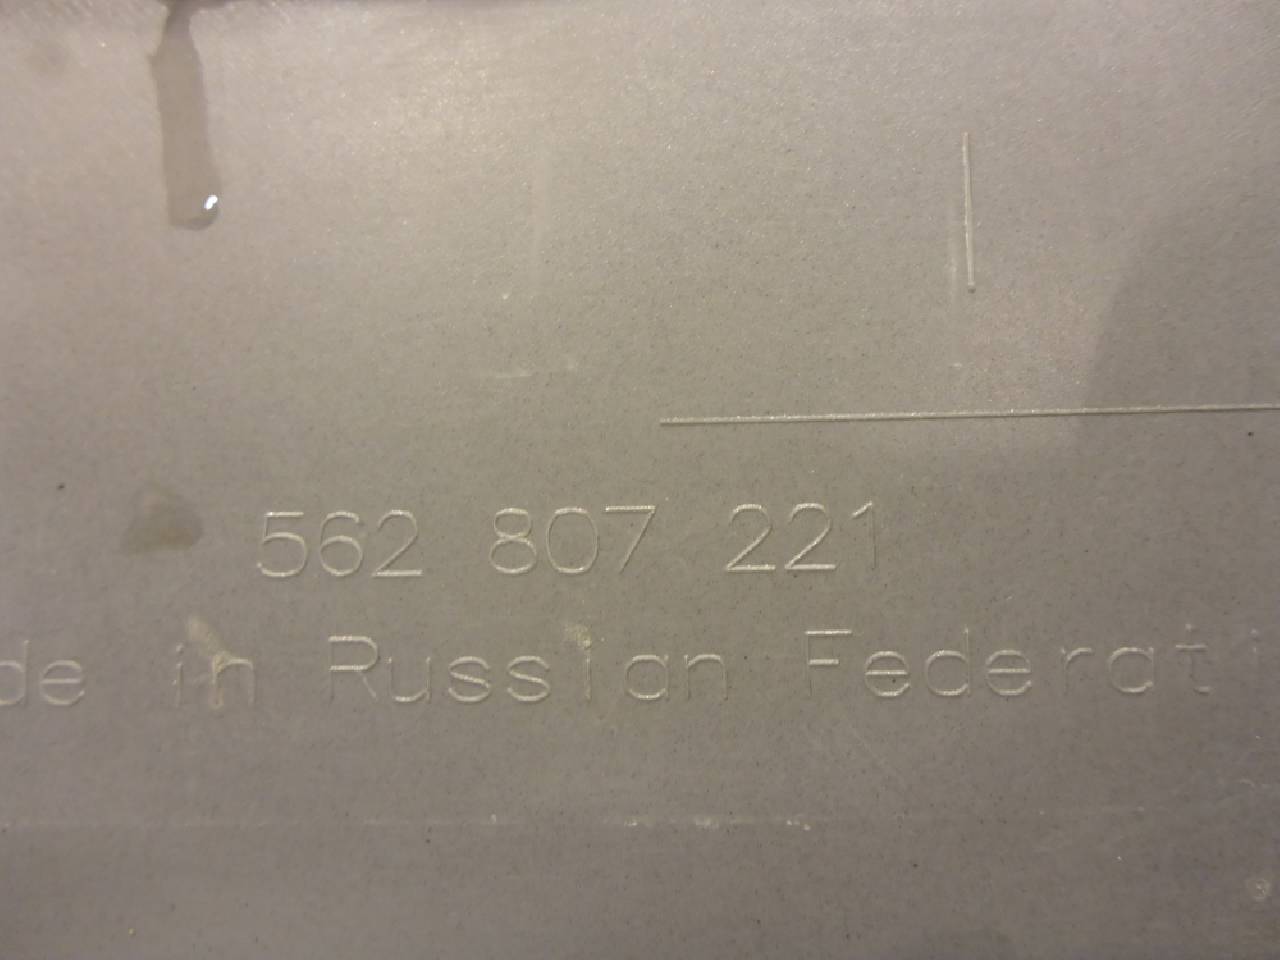 562 807 221
de in Russian Federati